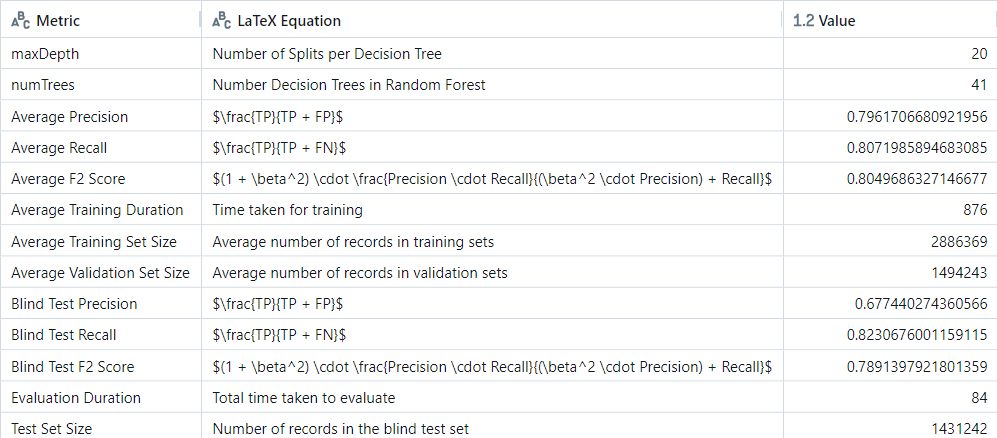 ABC Metric ABC LaTeX Equation 1.2 Value
maxDepth Number of Splits per Decision Tree 20
numTrees Number Decision Trees in Random Forest 41
Average Precision $\frac{TP}{TP + FP}$ 0.7961706680921956
Average Recall $\frac{TP}{TP + FN}$ 0.8071985894683085
Average F2 Score $(1 + \beta^2) \cdot \frac{Precision \cdot Recall}{(\beta^2 \cdot Precision) + Recall}$ 0.8049686327146677
Average Training Duration Time taken for training 876
Average Training Set Size Average number of records in training sets 2886369
Average Validation Set Size Average number of records in validation sets 1494243
Blind Test Precision $\frac{TP}{TP + FP}$ 0.677440274360566
Blind Test Recall $\frac{TP}{TP + FN}$ 0.8230676001159115
Blind Test F2 Score $(1 + \beta^2) \cdot \frac{Precision \cdot Recall}{(\beta^2 \cdot Precision) + Recall}$ 0.7891397921801359
Evaluation Duration Total time taken to evaluate 84
Test Set Size Number of records in the blind test set 1431242